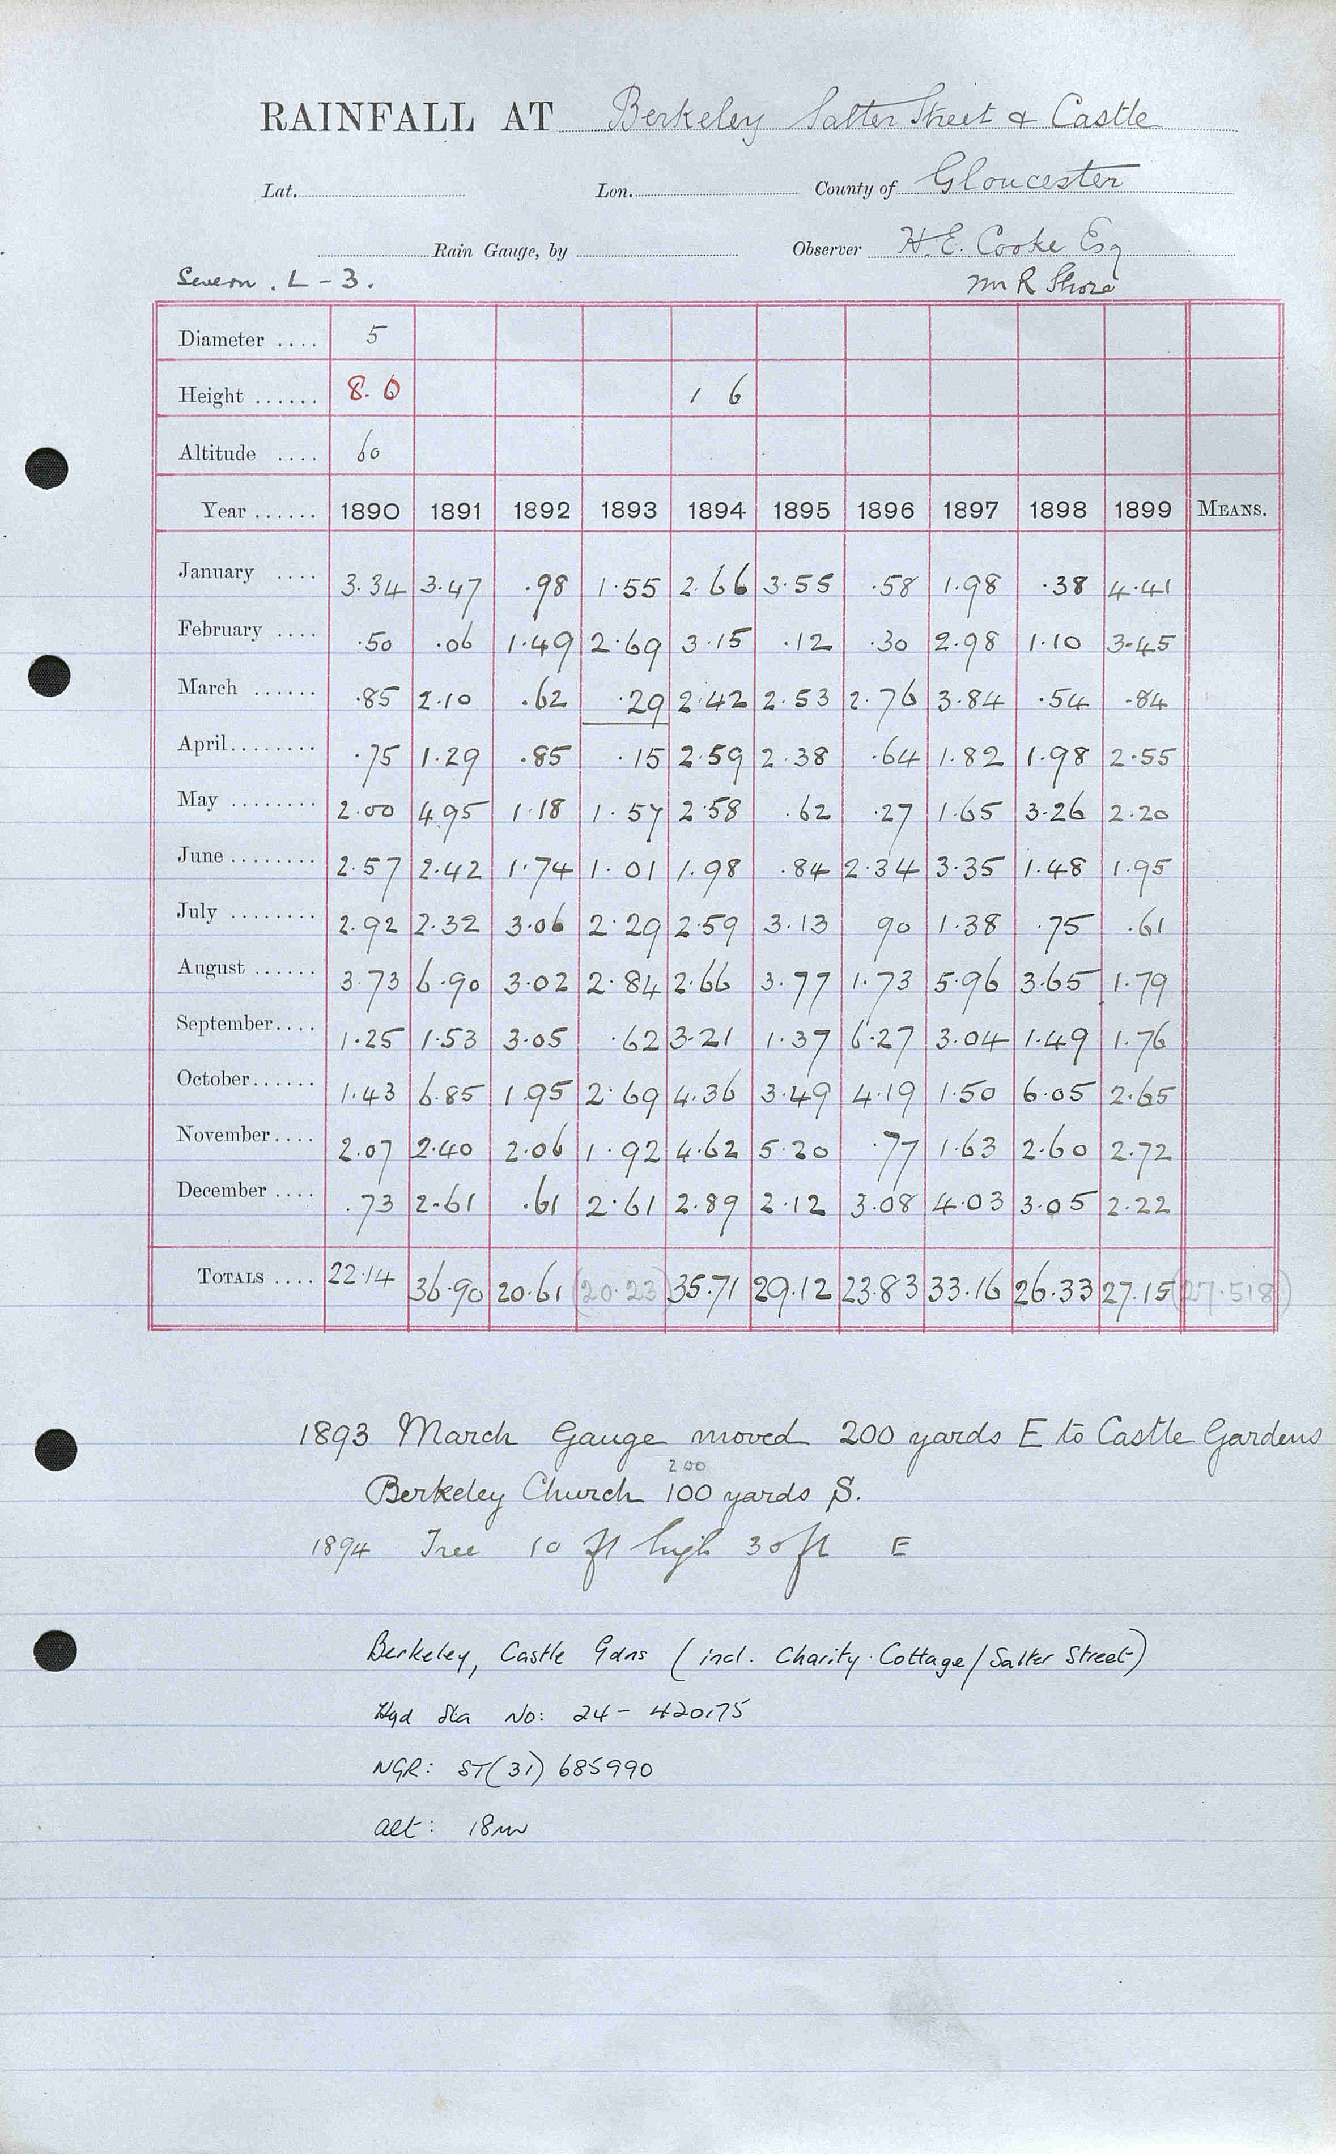 RAINFALL AT Berkeley Salter Street & Castle
Lat. Lon. County of Gloucester
Rain Gauge, by Observer H.E. Cooke Esq
Severn. L - 3. Mr R Shore
Diameter .... 5
Height ...... 8. 6 1 6
Altitude .... 60
Year ...... 1890 1891 1892 1893 1894 1895 1896 1897 1898 1899 MEANS.
January .... 3.34 3.47 .98 1.55 2.66 3.55 .58 1.98 .38 4.41
February .... .50 .06 1.49 2.69 3.15 .12 .30 2.98 1.10 3.45
March ...... .85 2.10 .62 .29 2.42 2.53 2.76 3.84 .54 .84
April........ .75 1.29 .85 .15 2.59 2.38 .64 1.82 1.98 2.55
May ........ 2.00 4.95 1.18 1.57 2.58 .62 .27 1.65 3.26 2.20
June ........ 2.57 2.42 1.74 1.01 1.98 .84 2.34 3.35 1.48 1.95
July ........ 2.92 2.32 3.06 2.29 2.59 3.13 90 1.38 .75 .61
August ...... 3.73 6.90 3.02 2.84 2.66 3.77 1.73 5.96 3.65 1.79
September.... 1.25 1.53 3.05 .62 3.21 1.37 6.27 3.04 1.49 1.76
October...... 1.43 6.85 1.95 2.69 4.36 3.49 4.19 1.50 6.05 2.65
November.... 2.07 2.40 2.06 1.92 4.62 5.20 .77 1.63 2.60 2.72
December .... .73 2.61 .61 2.61 2.89 2.12 3.08 4.03 3.05 2.22
TOTALS .... 22.14 36.90 20.61 (20.23) 35.71 29.12 23.83 33.16 26.33 27.15 (27.518)
1893 March Gauge moved 200 yards E to Castle Gardens
200
Berkeley Church 100 yards S.
1894 Tree 10 ft high 30 ft E
Berkeley, Castle Gdns (incl. Charity Cottage/Salter Street)
Hyd Sta No: 24 - 420175
NGR: ST(31) 685990
alt: 18m